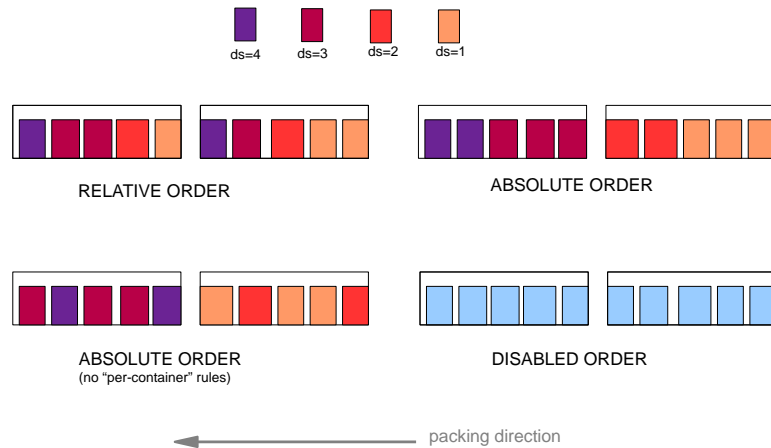 ds=4 ds=3 ds=2 ds=1
RELATIVE ORDER
ABSOLUTE ORDER
ABSOLUTE ORDER
(no “per-container” rules)
DISABLED ORDER
packing direction